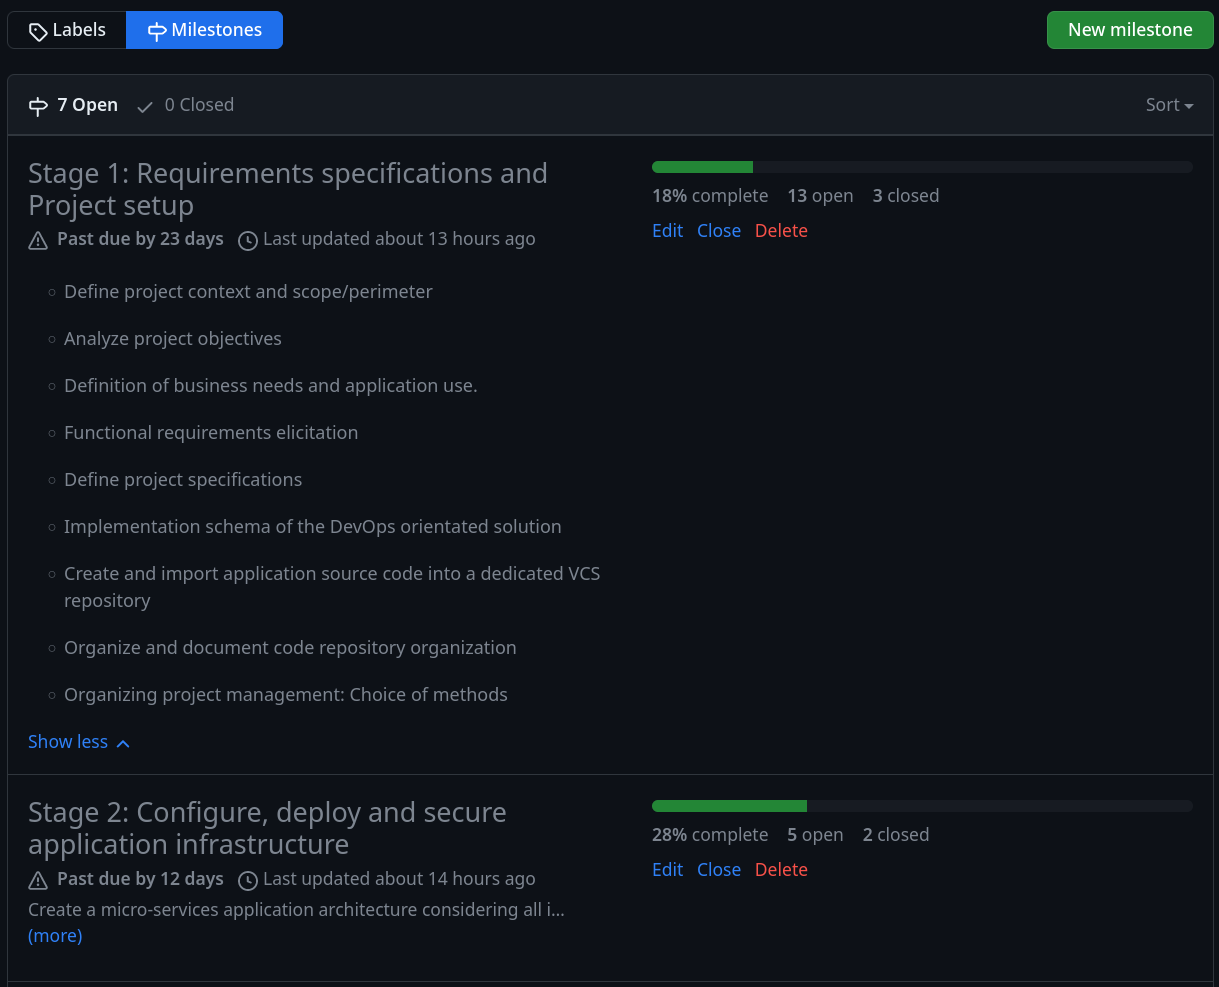 Labels
Milestones
New milestone
7 Open
0 Closed
Sort
Stage 1: Requirements specifications and
Project setup
Past due by 23 days
Last updated about 13 hours ago
18% complete 13 open 3 closed
Edit Close Delete
Define project context and scope/perimeter
Analyze project objectives
Definition of business needs and application use.
Functional requirements elicitation
Define project specifications
Implementation schema of the DevOps orientated solution
Create and import application source code into a dedicated VCS
repository
Organize and document code repository organization
Organizing project management: Choice of methods
Show less
Stage 2: Configure, deploy and secure
application infrastructure
Past due by 12 days
Last updated about 14 hours ago
Create a micro-services application architecture considering all i...
(more)
28% complete 5 open 2 closed
Edit Close Delete